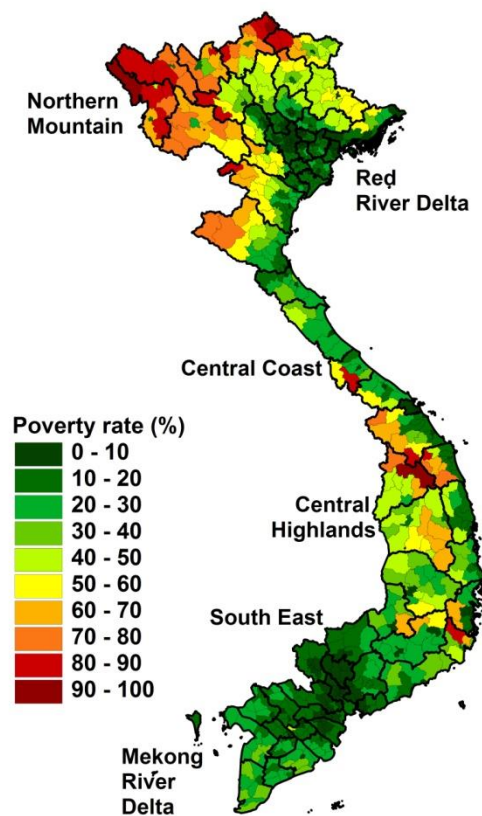 Northern
Mountain
Red
River Delta
Central Coast
Poverty rate (%)
0 - 10
10 - 20
20 - 30
30 - 40
40 - 50
50 - 60
60 - 70
70 - 80
80 - 90
90 - 100
Central
Highlands
South East
Mekong
River
Delta